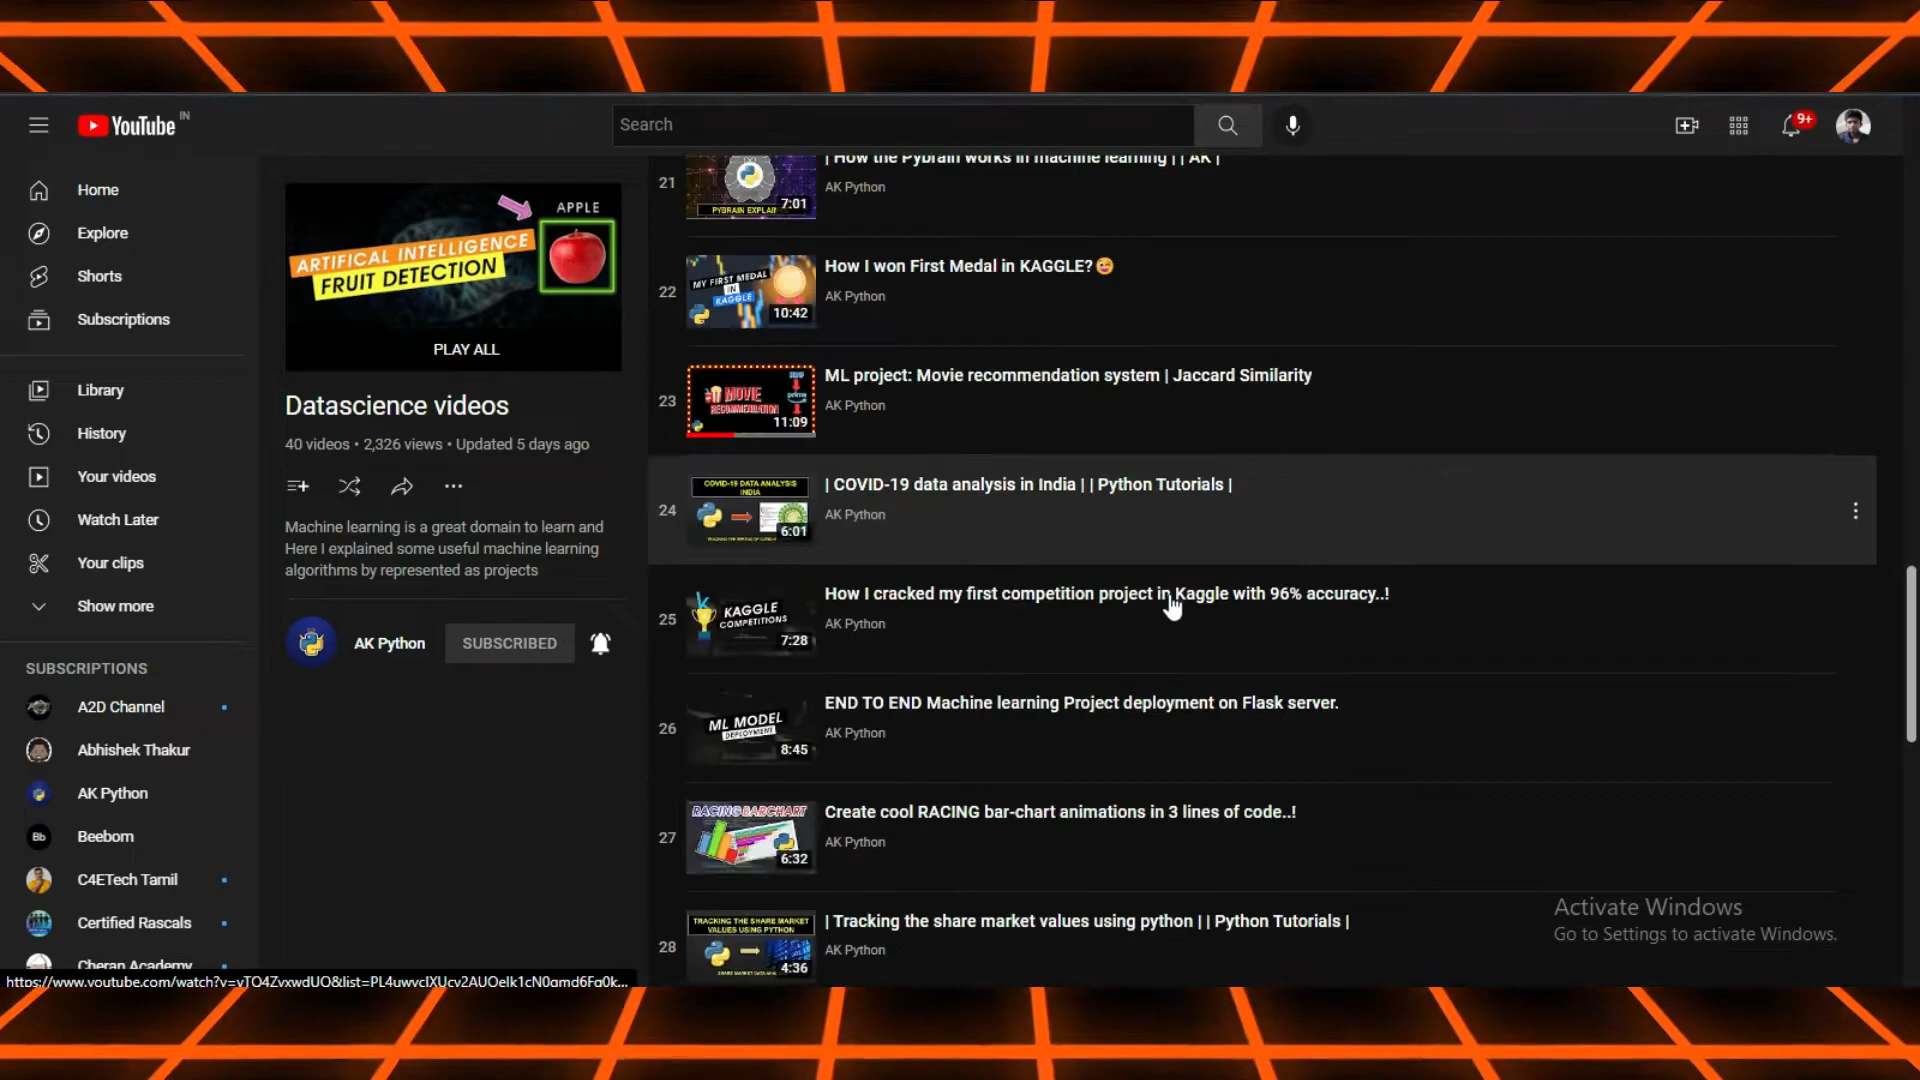 YouTube IN
Search
9+
Home
Explore
Shorts
Subscriptions
Library
History
Your videos
Watch Later
Your clips
Show more
SUBSCRIPTIONS
A2D Channel
Abhishek Thakur
AK Python
Bb
Beebom
C4ETech Tamil
Certified Rascals
Cheran Academy
APPLE
ARTIFICAL INTELLIGENCE
FRUIT DETECTION
PLAY ALL
Datascience videos
40 videos • 2,326 views • Updated 5 days ago
Machine learning is a great domain to learn and
Here I explained some useful machine learning
algorithms by represented as projects
AK Python
SUBSCRIBED
21
7:01
| How the Pybrain works in machine learning | | AK |
AK Python
22
MY FIRST MEDAL
IN
KAGGLE
10:42
How I won First Medal in KAGGLE?
AK Python
23
MOVIE
RECOMMENDATION
11:09
ML project: Movie recommendation system | Jaccard Similarity
AK Python
24
COVID-19 DATA ANALYSIS
INDIA
6:01
| COVID-19 data analysis in India | | Python Tutorials |
AK Python
25
KAGGLE
COMPETITIONS
7:28
How I cracked my first competition project in Kaggle with 96% accuracy..!
AK Python
26
ML MODEL
DEPLOYMENT
8:45
END TO END Machine learning Project deployment on Flask server.
AK Python
27
RACING BARCHART
6:32
Create cool RACING bar-chart animations in 3 lines of code..!
AK Python
28
TRACKING THE SHARE MARKET
VALUES USING PYTHON
4:36
| Tracking the share market values using python | | Python Tutorials |
AK Python
Activate Windows
Go to Settings to activate Windows.